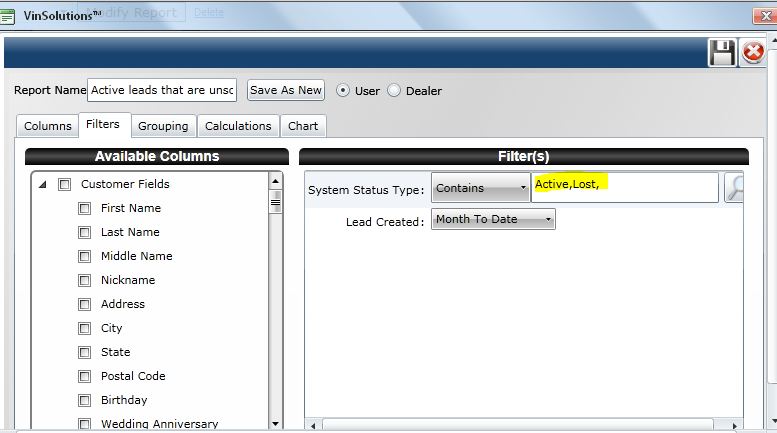 Modify Report Delete
VinSolutions™
Report Name Active leads that are unsc Save As New User Dealer
Columns Filters Grouping Calculations Chart
Available Columns
Customer Fields
First Name
Last Name
Middle Name
Nickname
Address
City
State
Postal Code
Birthday
Wedding Anniversary
Filter(s)
System Status Type: Contains Active,Lost,
Lead Created: Month To Date